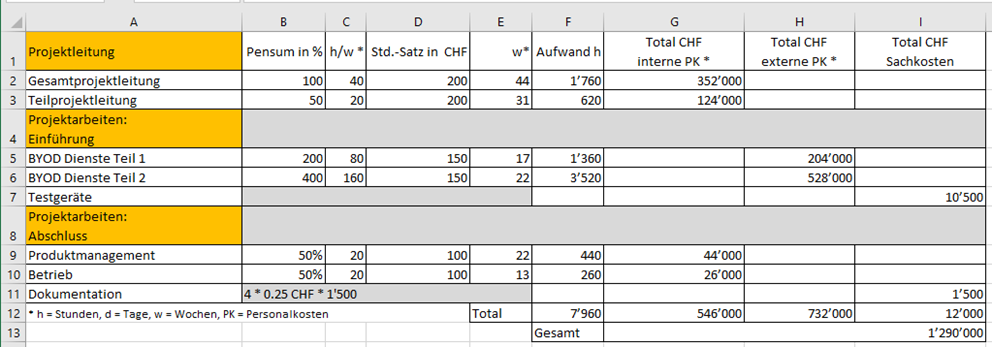 A B C D E F G H I
1 Projektleitung Pensum in % h/w * Std.-Satz in CHF w* Aufwand h Total CHF interne PK * Total CHF externe PK * Total CHF Sachkosten
2 Gesamtprojektleitung 100 40 200 44 1’760 352’000
3 Teilprojektleitung 50 20 200 31 620 124’000
Projektarbeiten:
4 Einführung
5 BYOD Dienste Teil 1 200 80 150 17 1’360 204’000
6 BYOD Dienste Teil 2 400 160 150 22 3’520 528’000
7 Testgeräte 10’500
Projektarbeiten:
8 Abschluss
9 Produktmanagement 50% 20 100 22 440 44’000
10 Betrieb 50% 20 100 13 260 26’000
11 Dokumentation 4 * 0.25 CHF * 1'500 1’500
12 * h = Stunden, d = Tage, w = Wochen, PK = Personalkosten Total 7’960 546’000 732’000 12’000
13 Gesamt 1’290’000